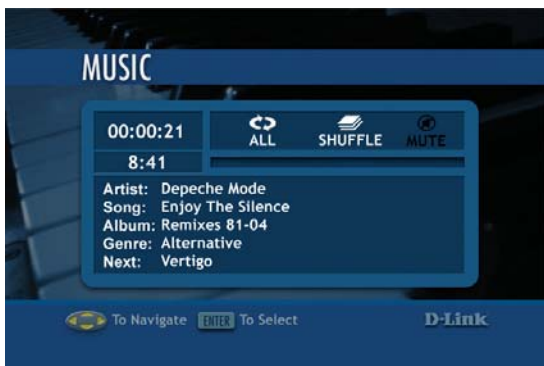 MUSIC
00:00:21
ALL SHUFFLE MUTE
8:41
Artist: Depeche Mode
Song: Enjoy The Silence
Album: Remixes 81-04
Genre: Alternative
Next: Vertigo
To Navigate ENTER To Select D-Link